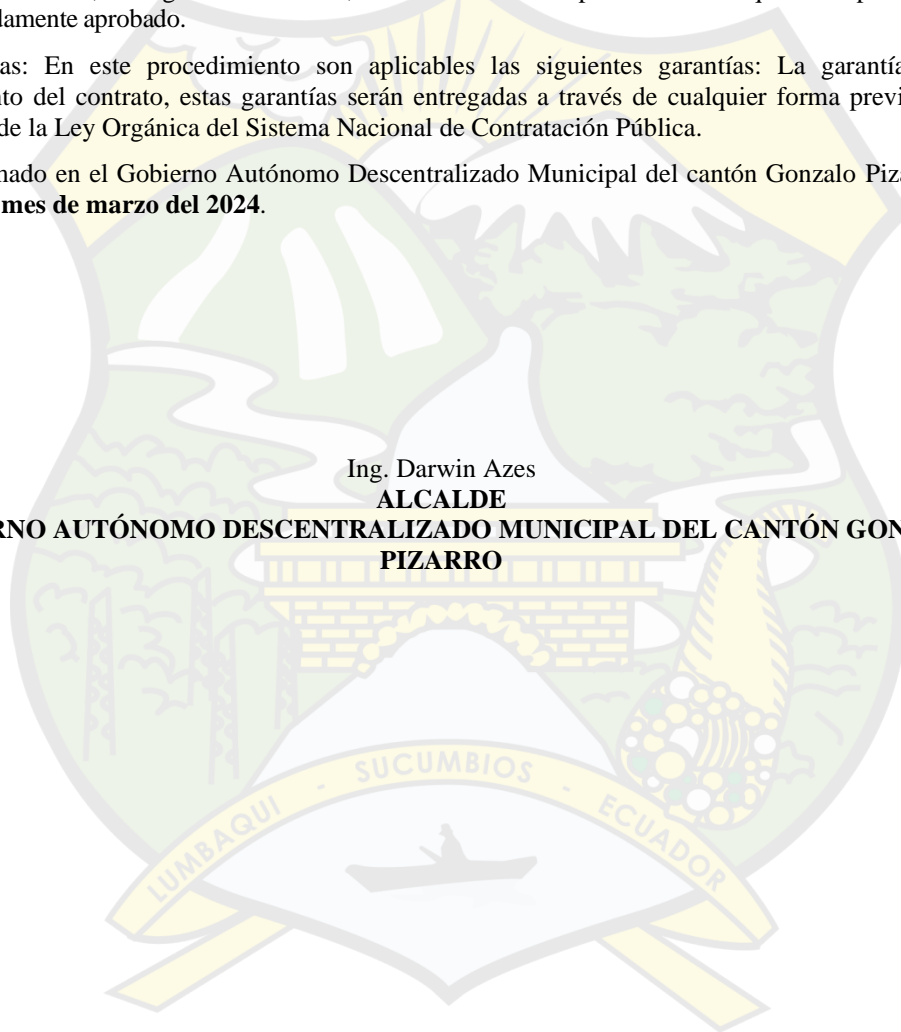 damente aprobado.
as: En este procedimiento son aplicables las siguientes garantías: La garantía
nto del contrato, estas garantías serán entregadas a través de cualquier forma previ
de la Ley Orgánica del Sistema Nacional de Contratación Pública.
nado en el Gobierno Autónomo Descentralizado Municipal del cantón Gonzalo Piza
mes de marzo del 2024.
Ing. Darwin Azes
ALCALDE
RNO AUTÓNOMO DESCENTRALIZADO MUNICIPAL DEL CANTÓN GON
PIZARRO
LUMBAQUI - SUCUMBIOS - ECUADOR